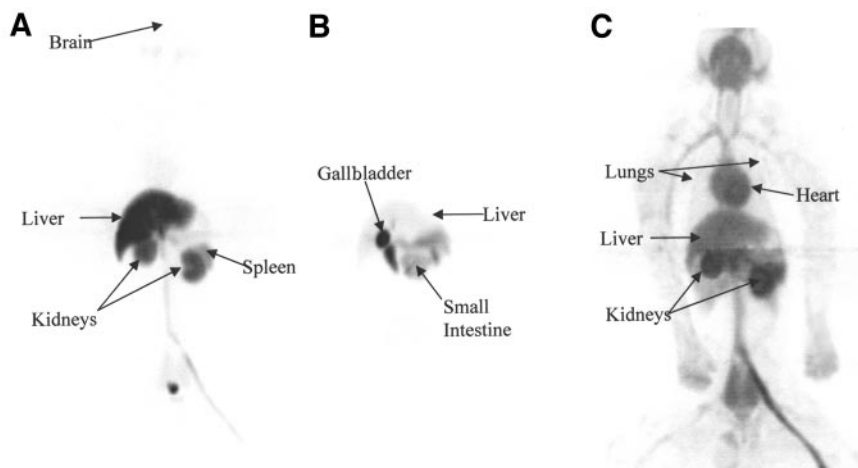 A
Brain
Liver
Spleen
Kidneys
B
Gallbladder
Liver
Small
Intestine
C
Lungs
Heart
Liver
Kidneys